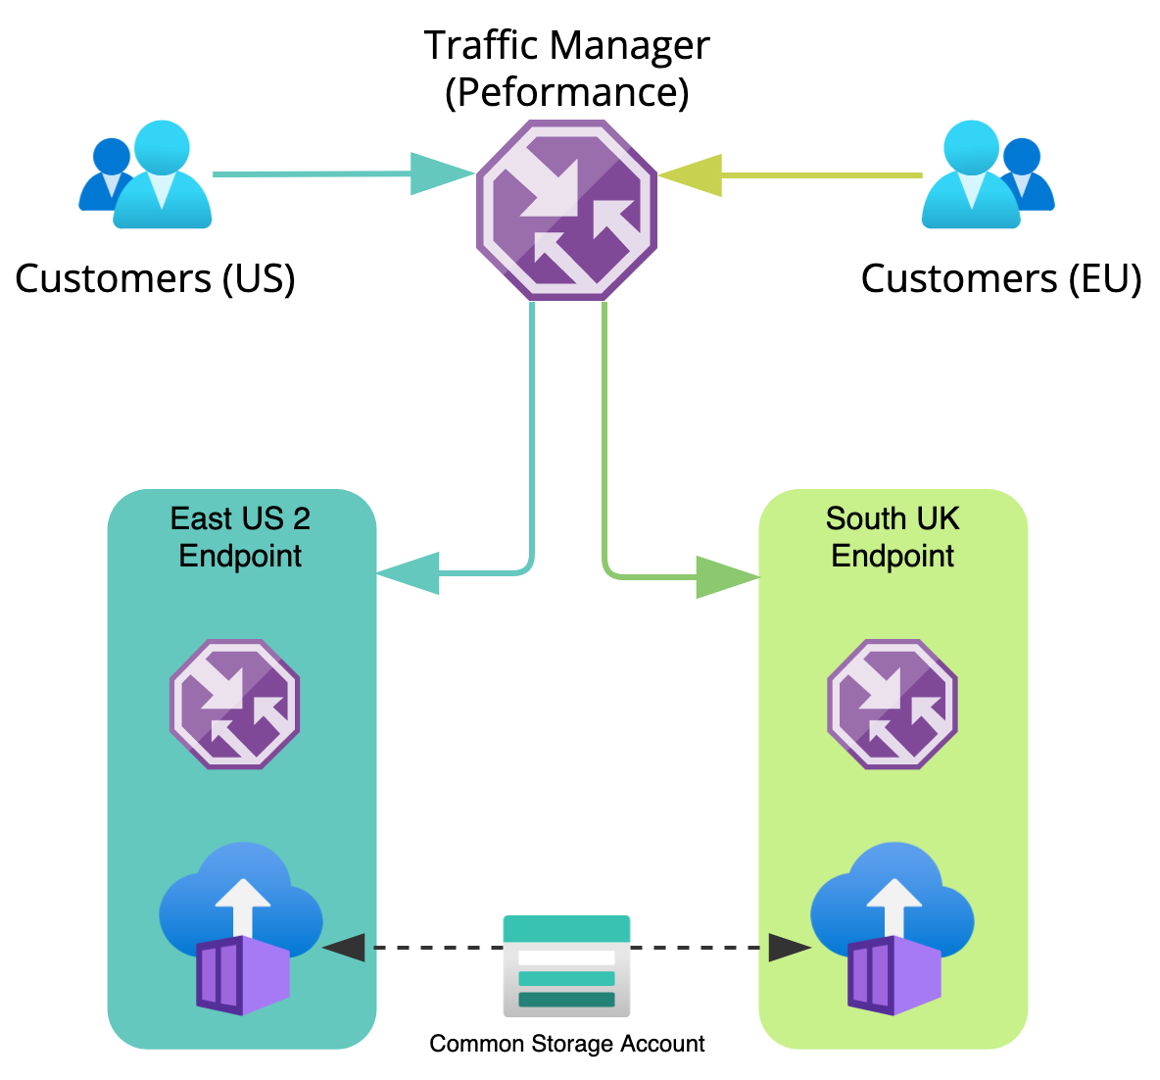 Traffic Manager
(Peformance)
Customers (US)
Customers (EU)
East US 2
Endpoint
South UK
Endpoint
Common Storage Account